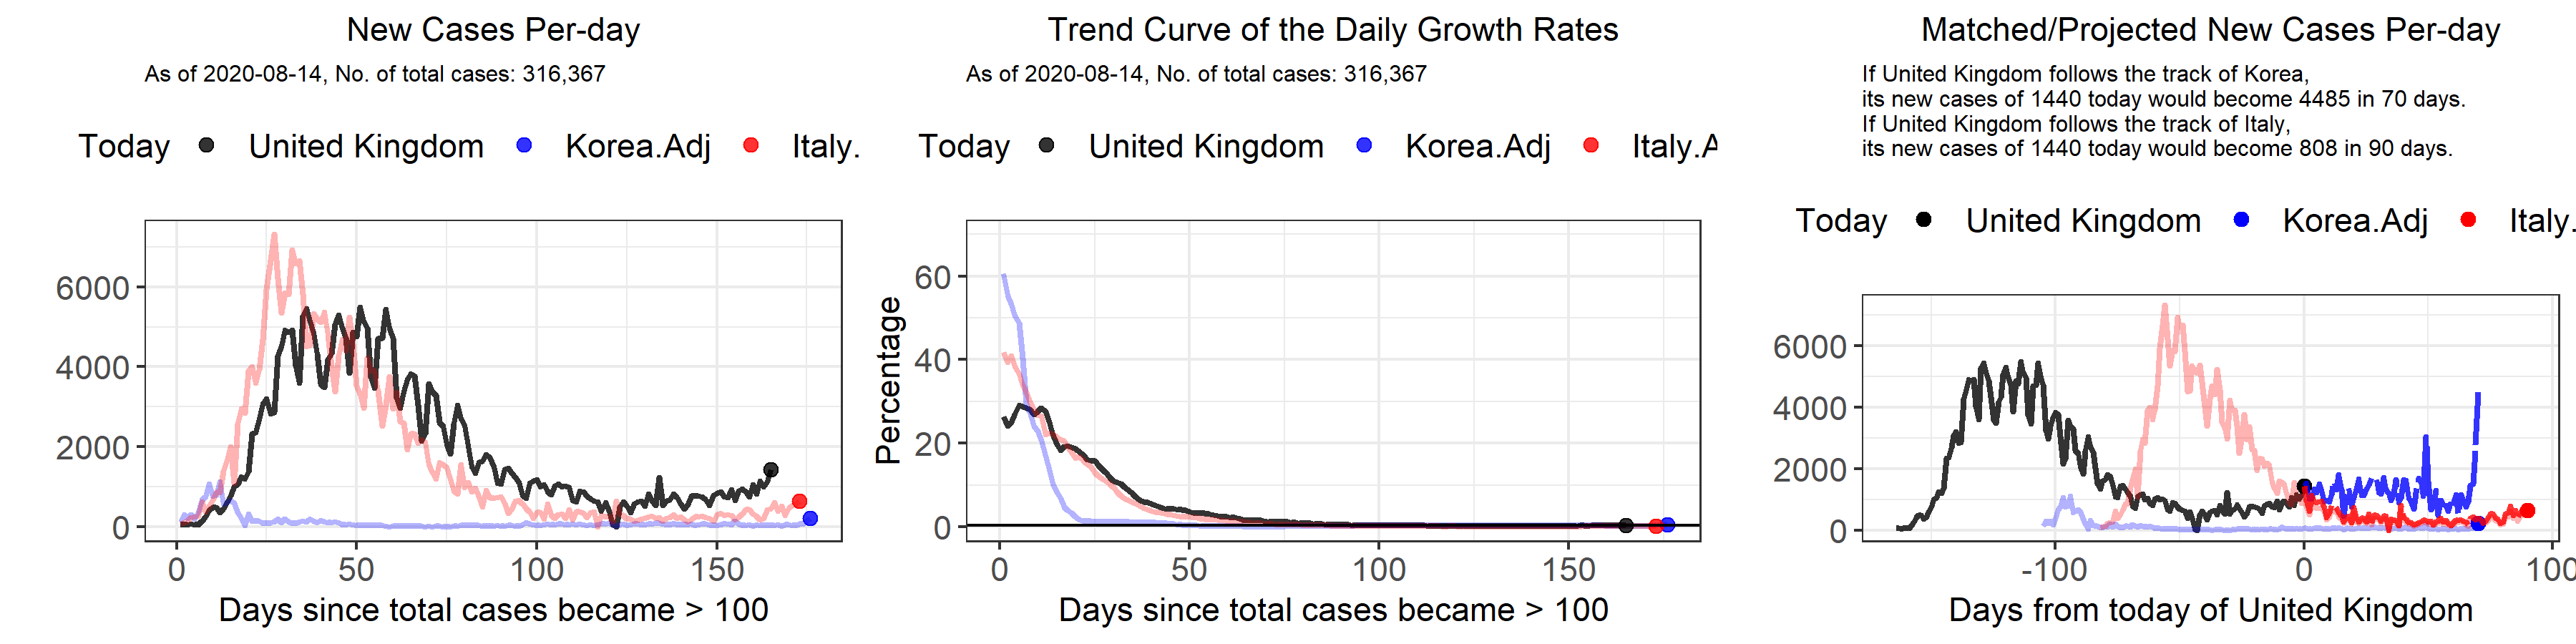 New Cases Per-day
As of 2020-08-14, No. of total cases: 316,367
Today United Kingdom Korea.Adj Italy.
6000
4000
2000
0
0 50 100 150
Days since total cases became > 100
Trend Curve of the Daily Growth Rates
As of 2020-08-14, No. of total cases: 316,367
Today United Kingdom Korea.Adj Italy.A
Percentage
60
40
20
0
0 50 100 150
Days since total cases became > 100
Matched/Projected New Cases Per-day
If United Kingdom follows the track of Korea,
its new cases of 1440 today would become 4485 in 70 days.
If United Kingdom follows the track of Italy,
its new cases of 1440 today would become 808 in 90 days.
Today United Kingdom Korea.Adj Italy.
6000
4000
2000
0
-100 0 100
Days from today of United Kingdom